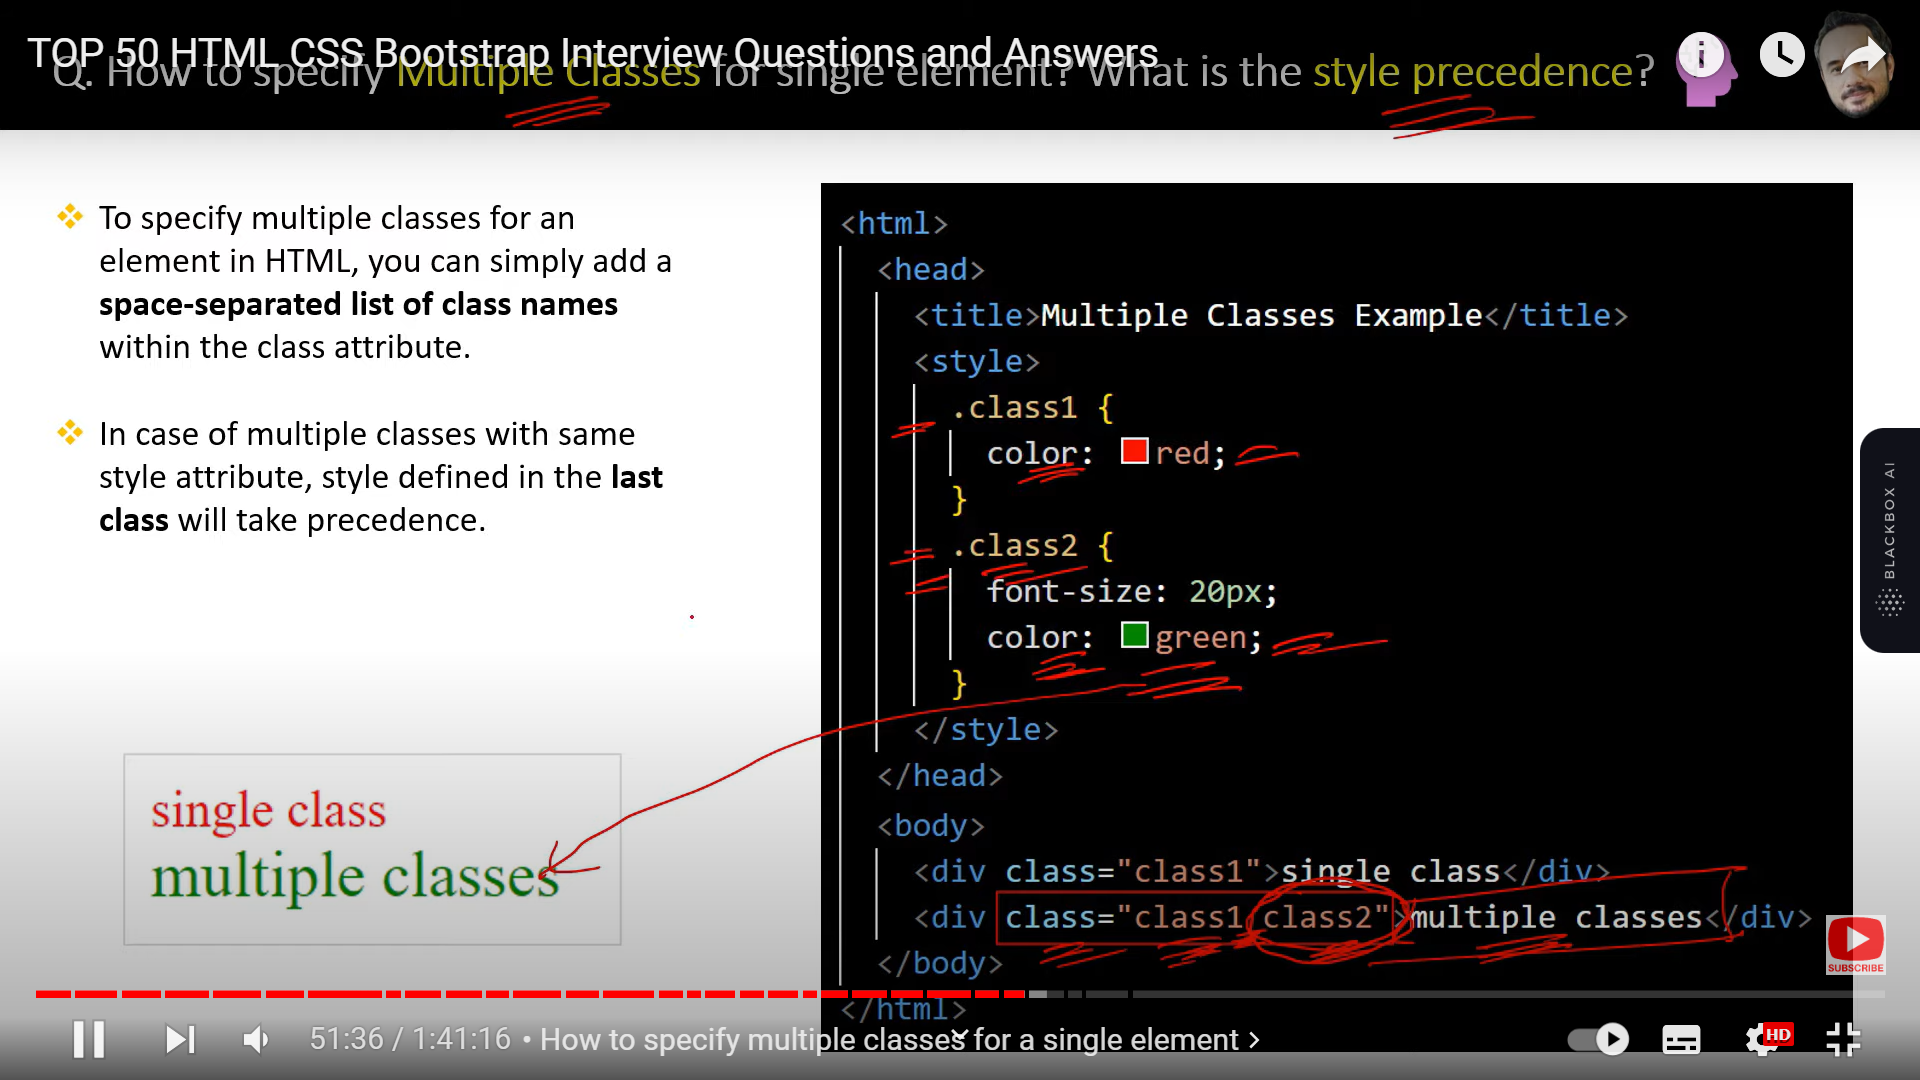 TOP 50 HTML CSS Bootstrap Interview Questions and Answers
Q. How to specify Multiple Classes for single element? What is the style precedence?
To specify multiple classes for an
element in HTML, you can simply add a
space-separated list of class names
within the class attribute.
In case of multiple classes with same
style attribute, style defined in the last
class will take precedence.
single class
multiple classes
<html>
<head>
<title>Multiple Classes Example</title>
<style>
.class1 {
color: red;
}
.class2 {
font-size: 20px;
color: green;
}
</style>
</head>
<body>
<div class="class1">single class</div>
<div class="class1 class2">multiple classes</div>
</body>
</html>
BLACKBOX AI
SUBSCRIBE
51:36 / 1:41:16 • How to specify multiple classes for a single element
HD